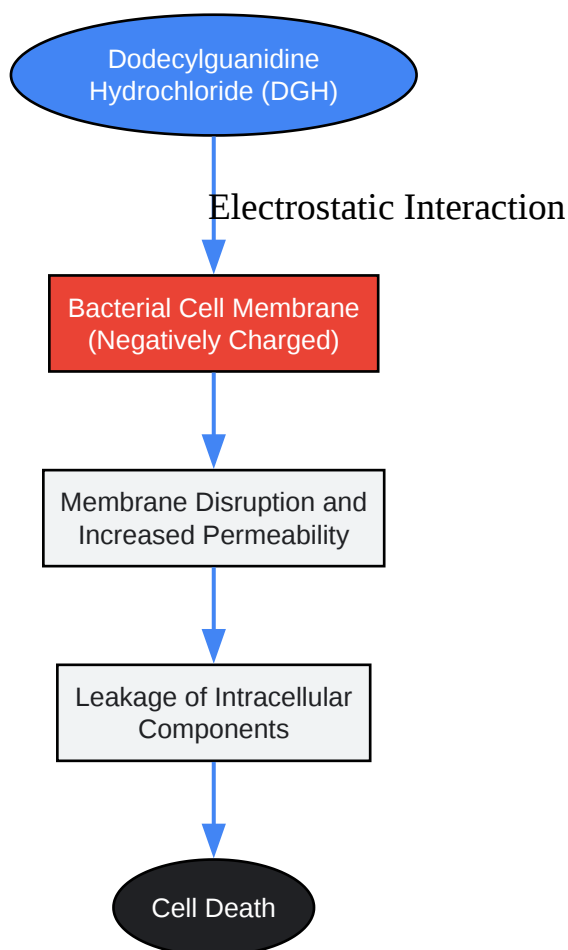 Dodecylguanidine
Hydrochloride (DGH)
Electrostatic Interaction
Bacterial Cell Membrane
(Negatively Charged)
Membrane Disruption and
Increased Permeability
Leakage of Intracellular
Components
Cell Death